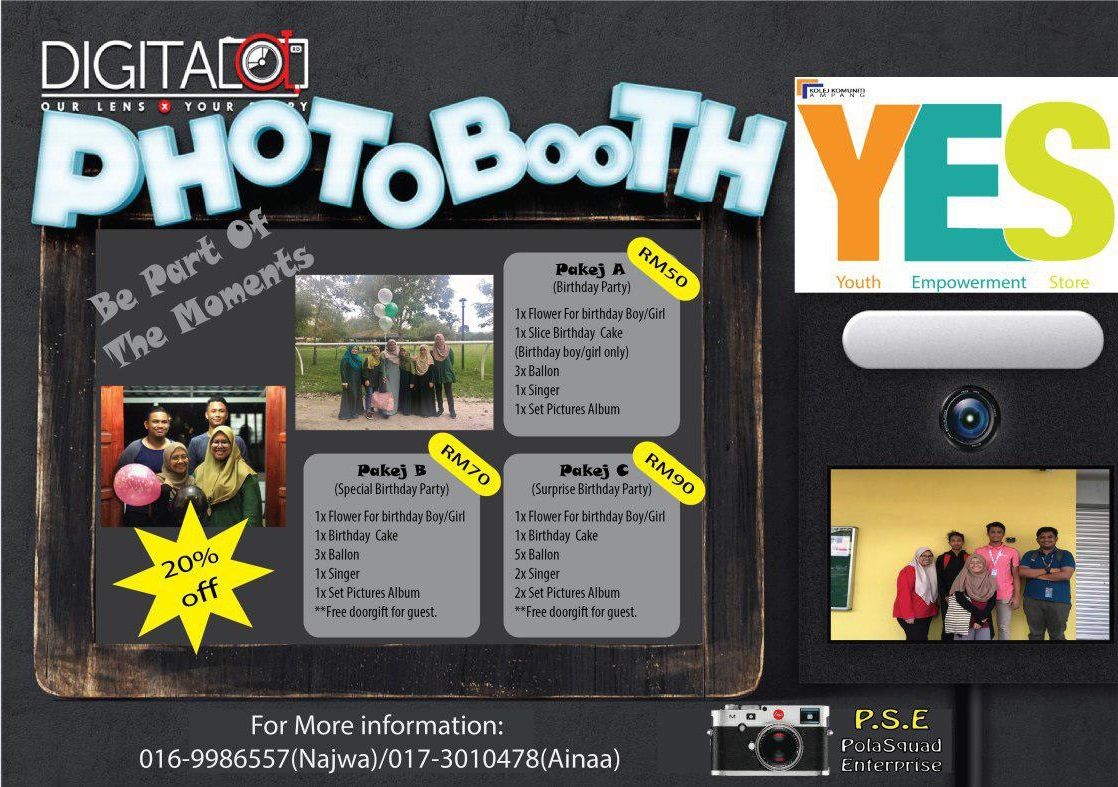 DIGITAL
OUR LENS X YOUR STORY
PHOTOBOOTH
KOLEJ KOMUNITI
AMPANG
YES
Youth Empowerment Store
Be Part Of
The Moments
Pakej A
RM50
(Birthday Party)
1x Flower For birthday Boy/Girl
1x Slice Birthday Cake
(Birthday boy/girl only)
3x Ballon
1x Singer
1x Set Pictures Album
Pakej B
RM70
(Special Birthday Party)
1x Flower For birthday Boy/Girl
1x Birthday Cake
3x Ballon
1x Singer
1x Set Pictures Album
**Free doorgift for guest.
Pakej C
RM90
(Surprise Birthday Party)
1x Flower For birthday Boy/Girl
1x Birthday Cake
5x Ballon
2x Singer
2x Set Pictures Album
**Free doorgift for guest.
20%
off
For More information:
016-9986557(Najwa)/017-3010478(Ainaa)
M
P.S.E
PolaSquad
Enterprise